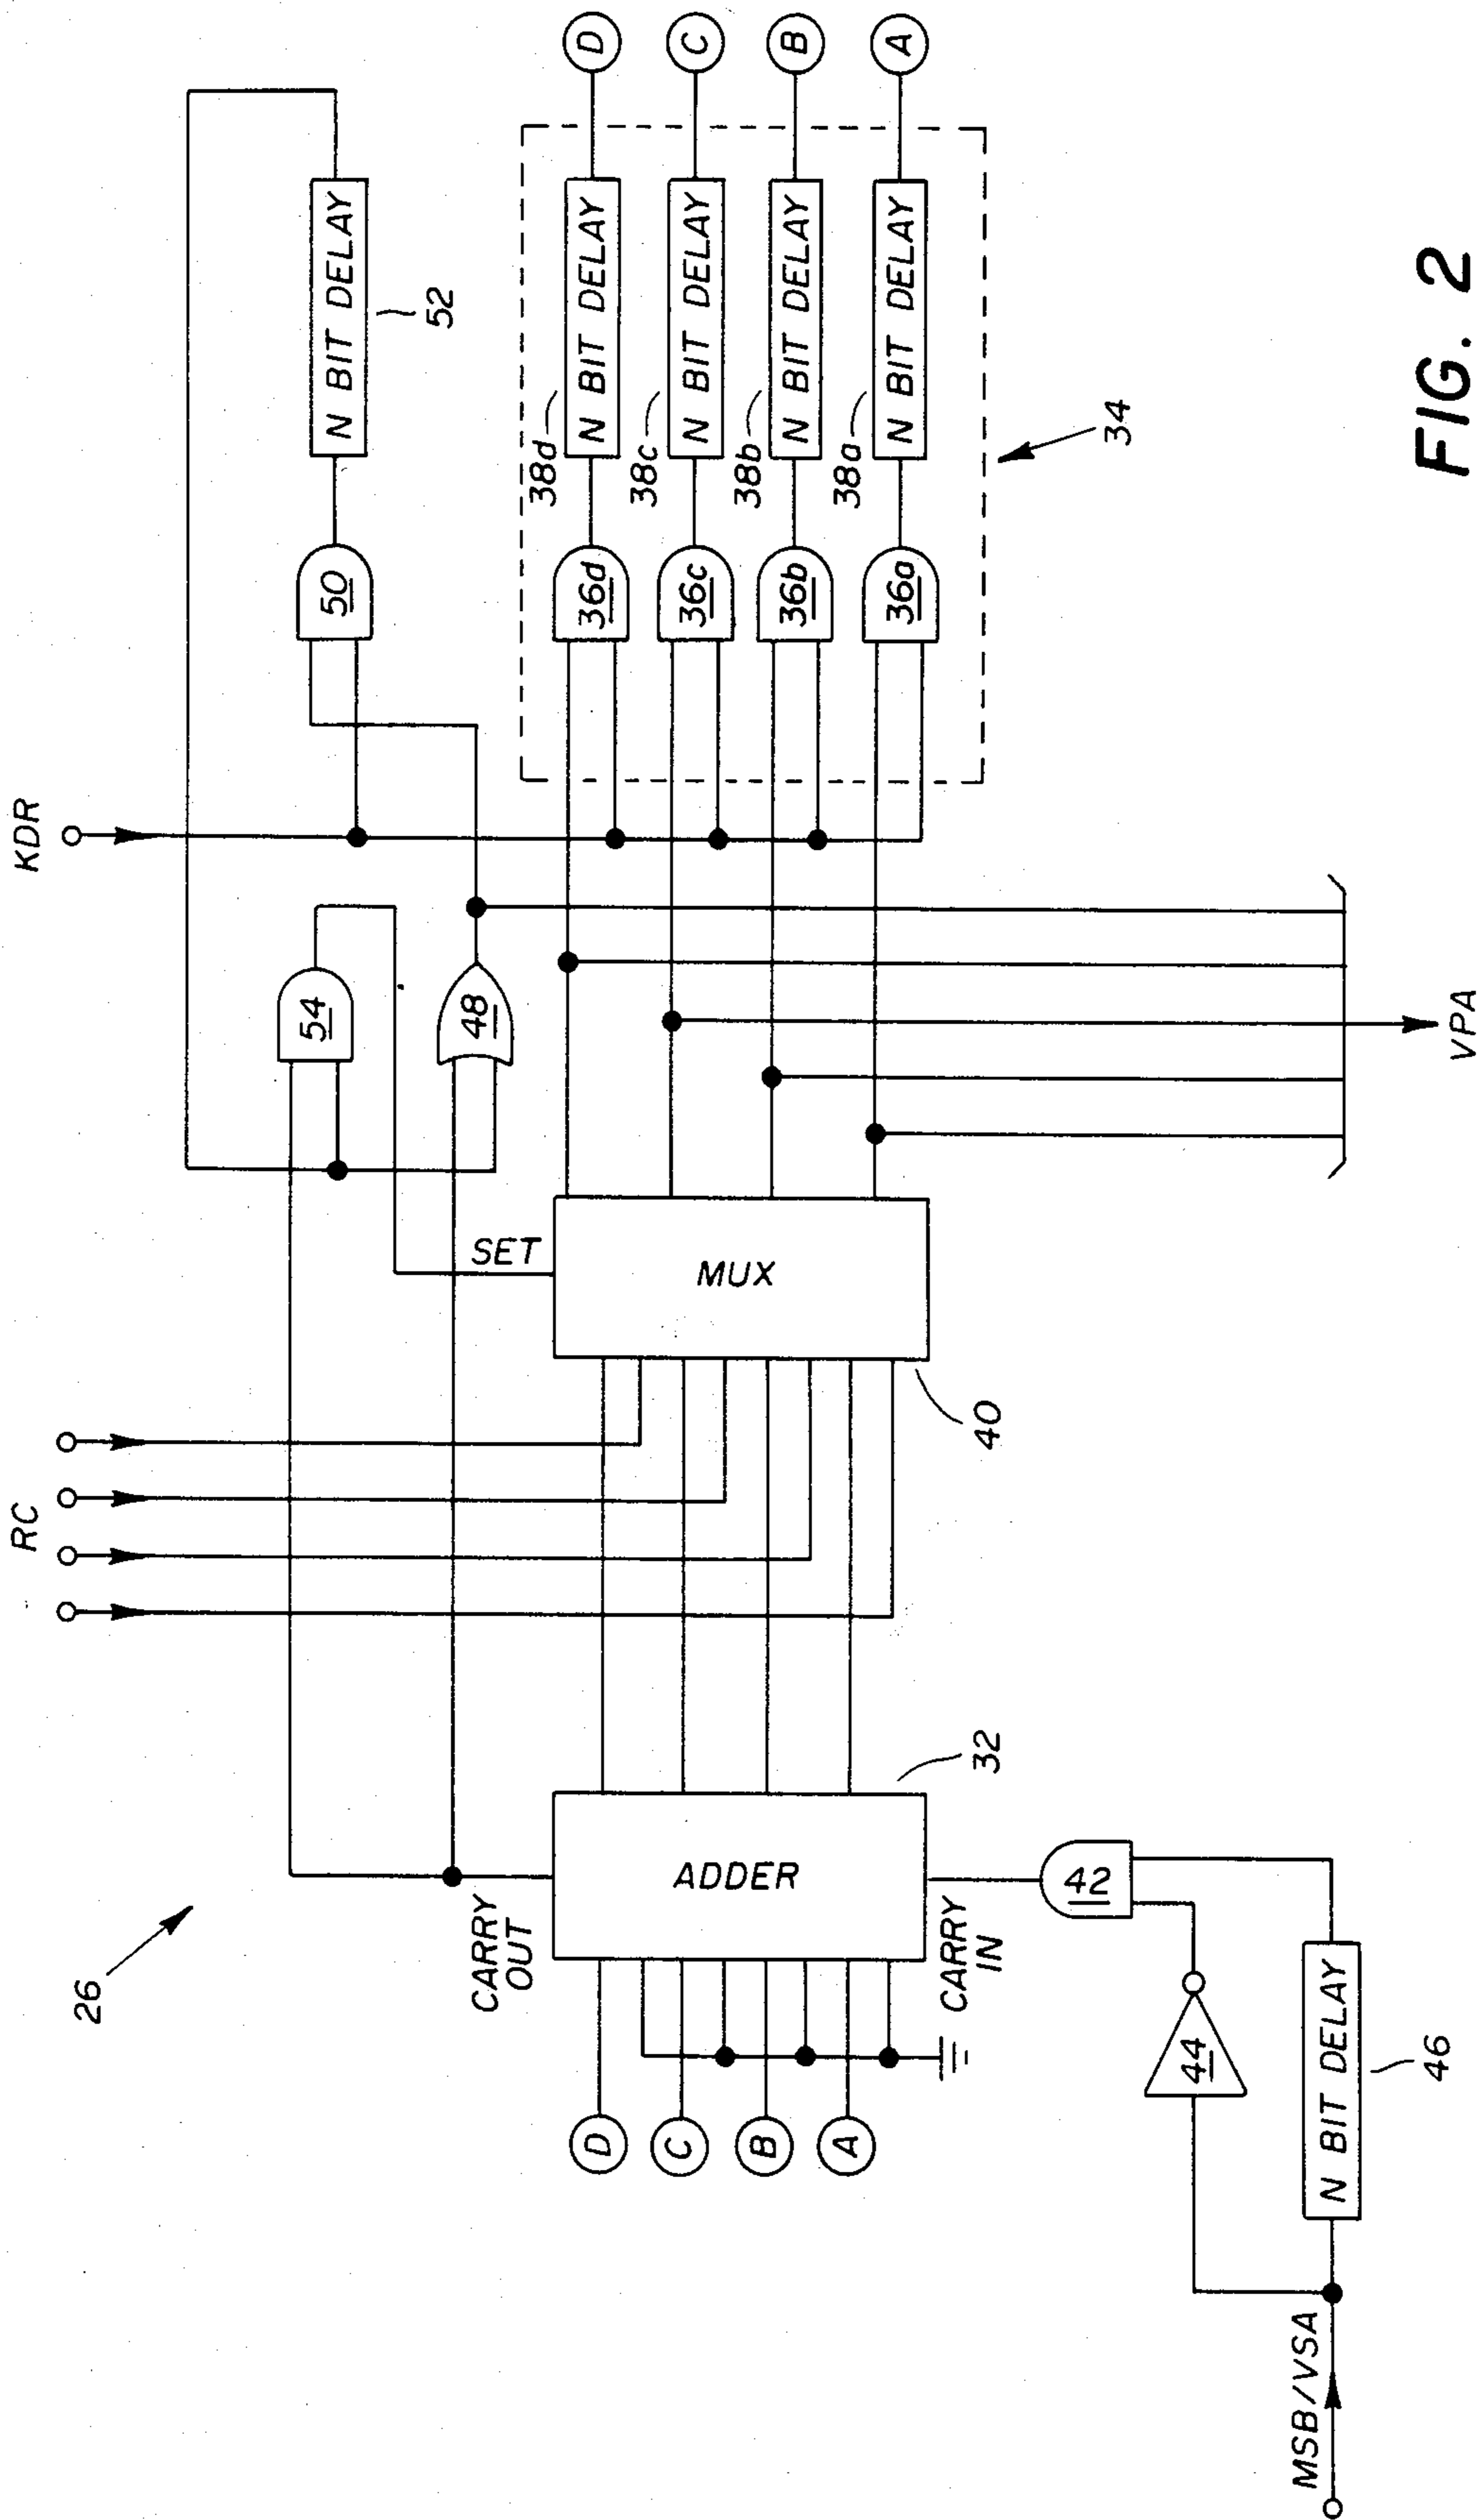 26
RC
KDR
54
50
N BIT DELAY
52
CARRY
OUT
SET
48
D
C
B
A
ADDER
32
MUX
40
36d
38d
N BIT DELAY
D
36c
38c
N BIT DELAY
C
36b
38b
N BIT DELAY
B
36a
38a
N BIT DELAY
A
34
CARRY
IN
42
44
MSB/VSA
N BIT DELAY
46
VPA
FIG. 2